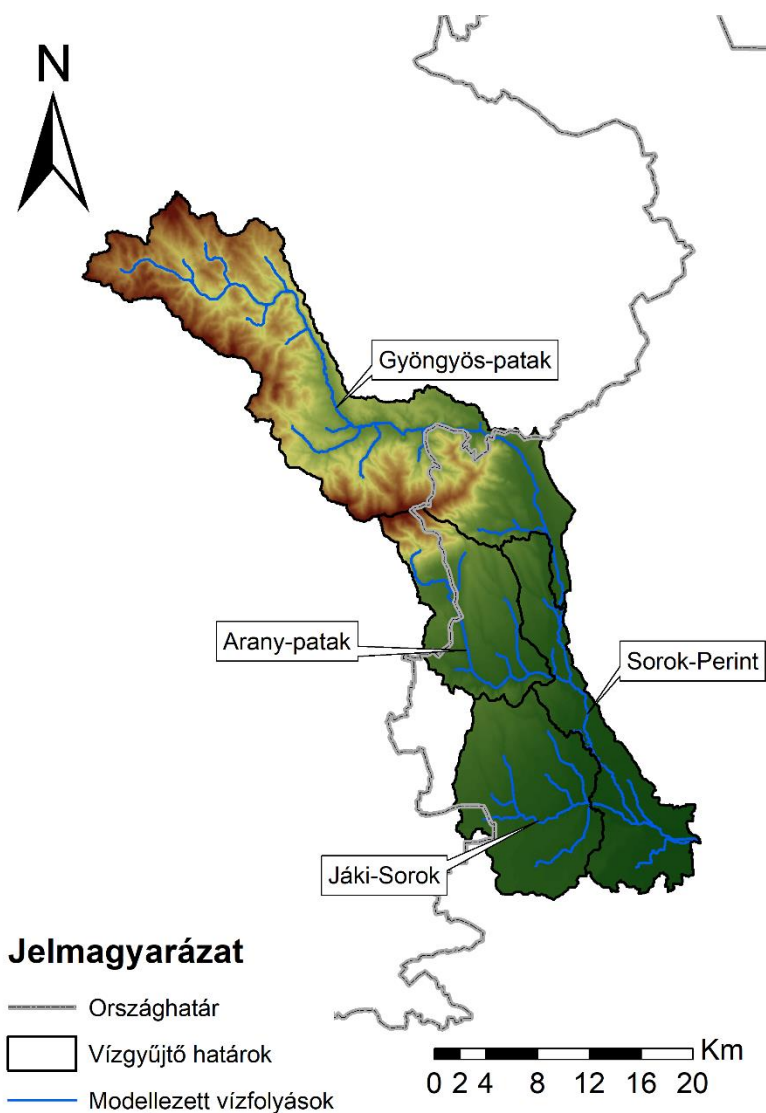 N
Gyöngyös-patak
Arany-patak
Sorok-Perint
Jáki-Sorok
Jelmagyarázat
Országhatár
Vízgyűjtő határok
Modellezett vízfolyások
Km
0 2 4 8 12 16 20